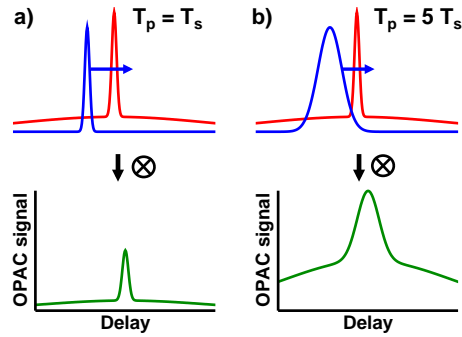 a) Tp = Ts
b) Tp = 5 Ts
OPAC signal
Delay
OPAC signal
Delay